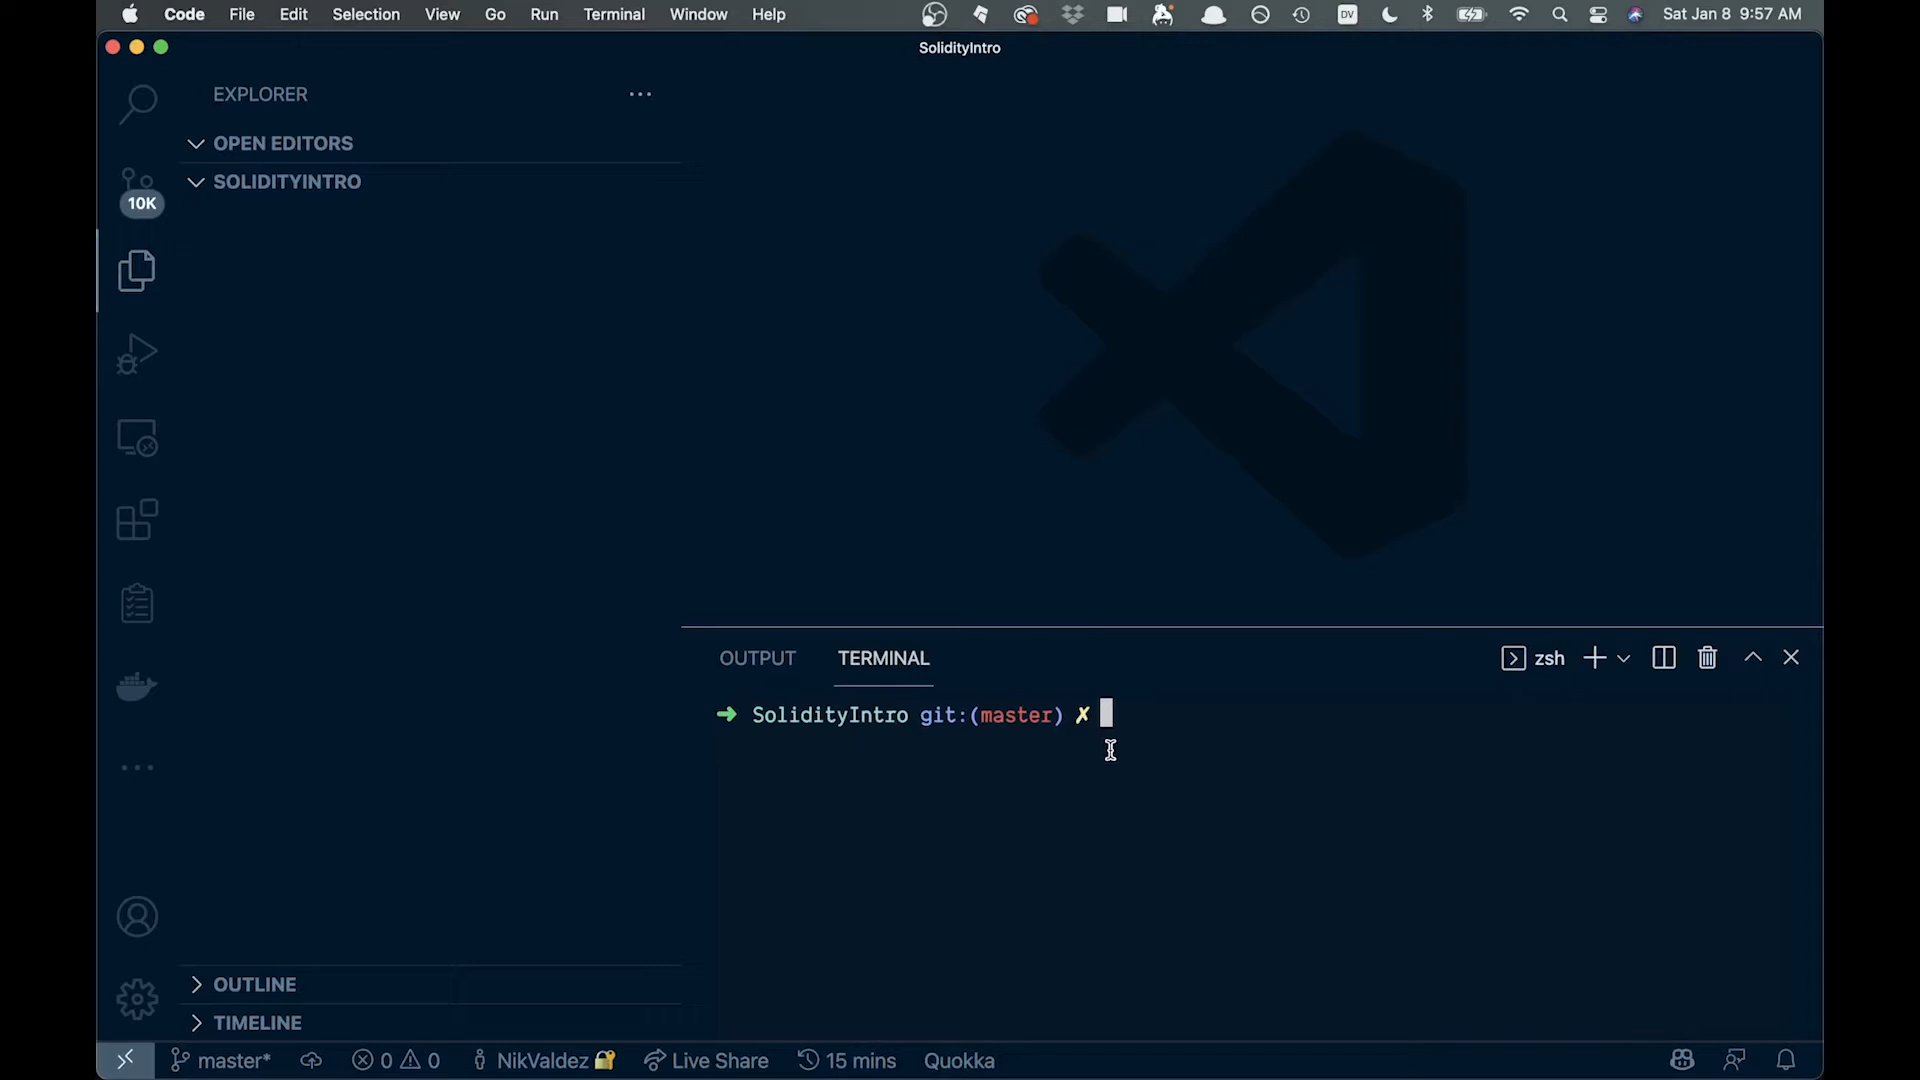 Code File Edit Selection View Go Run Terminal Window Help DV Sat Jan 8 9:57 AM
SolidityIntro
EXPLORER
OPEN EDITORS
SOLIDITYINTRO
10K
OUTPUT TERMINAL zsh
➜ SolidityIntro git:(master) ✗
OUTLINE
TIMELINE
master* 0 0 NikValdez🔐 Live Share 15 mins Quokka